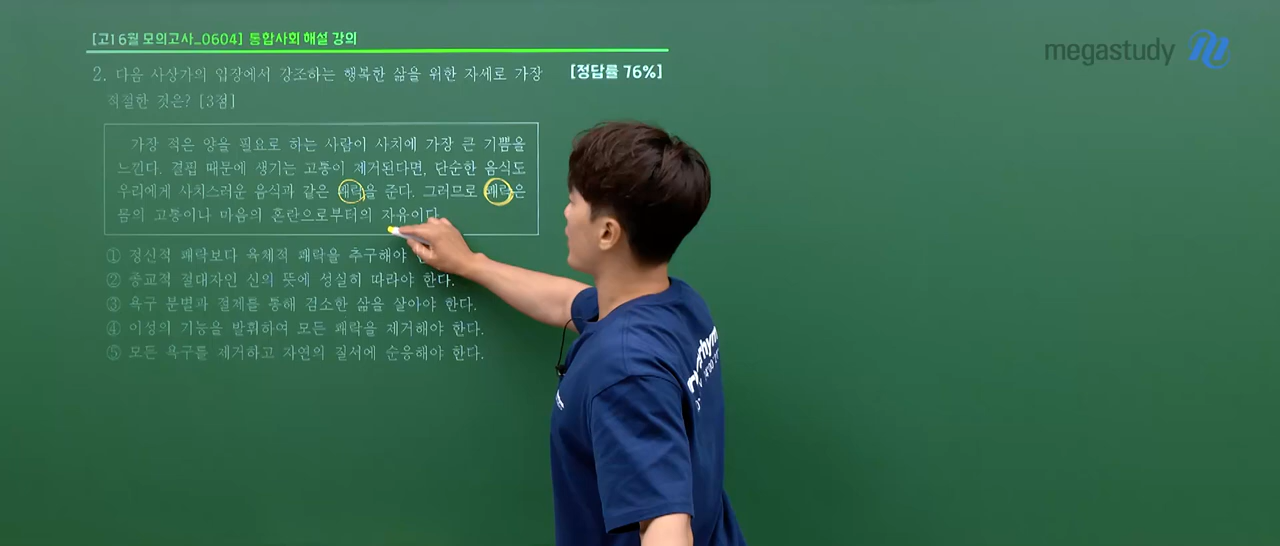 [고1 6월 모의고사_0604] 통합사회 해설 강의
megastudy
2. 다음 사상가의 입장에서 강조하는 행복한 삶을 위한 자세로 가장 [정답률 76%]
적절한 것은? [3점]
가장 적은 양을 필요로 하는 사람이 사치에 가장 큰 기쁨을
느낀다. 결핍 때문에 생기는 고통이 제거된다면, 단순한 음식도
우리에게 사치스러운 음식과 같은 쾌락을 준다. 그러므로 쾌락은
몸의 고통이나 마음의 혼란으로부터의 자유이다.
① 정신적 쾌락보다 육체적 쾌락을 추구해야
② 종교적 절대자인 신의 뜻에 성실히 따라야 한다.
③ 욕구 분별과 절제를 통해 검소한 삶을 살아야 한다.
④ 이성의 기능을 발휘하여 모든 쾌락을 제거해야 한다.
⑤ 모든 욕구를 제거하고 자연의 질서에 순응해야 한다.